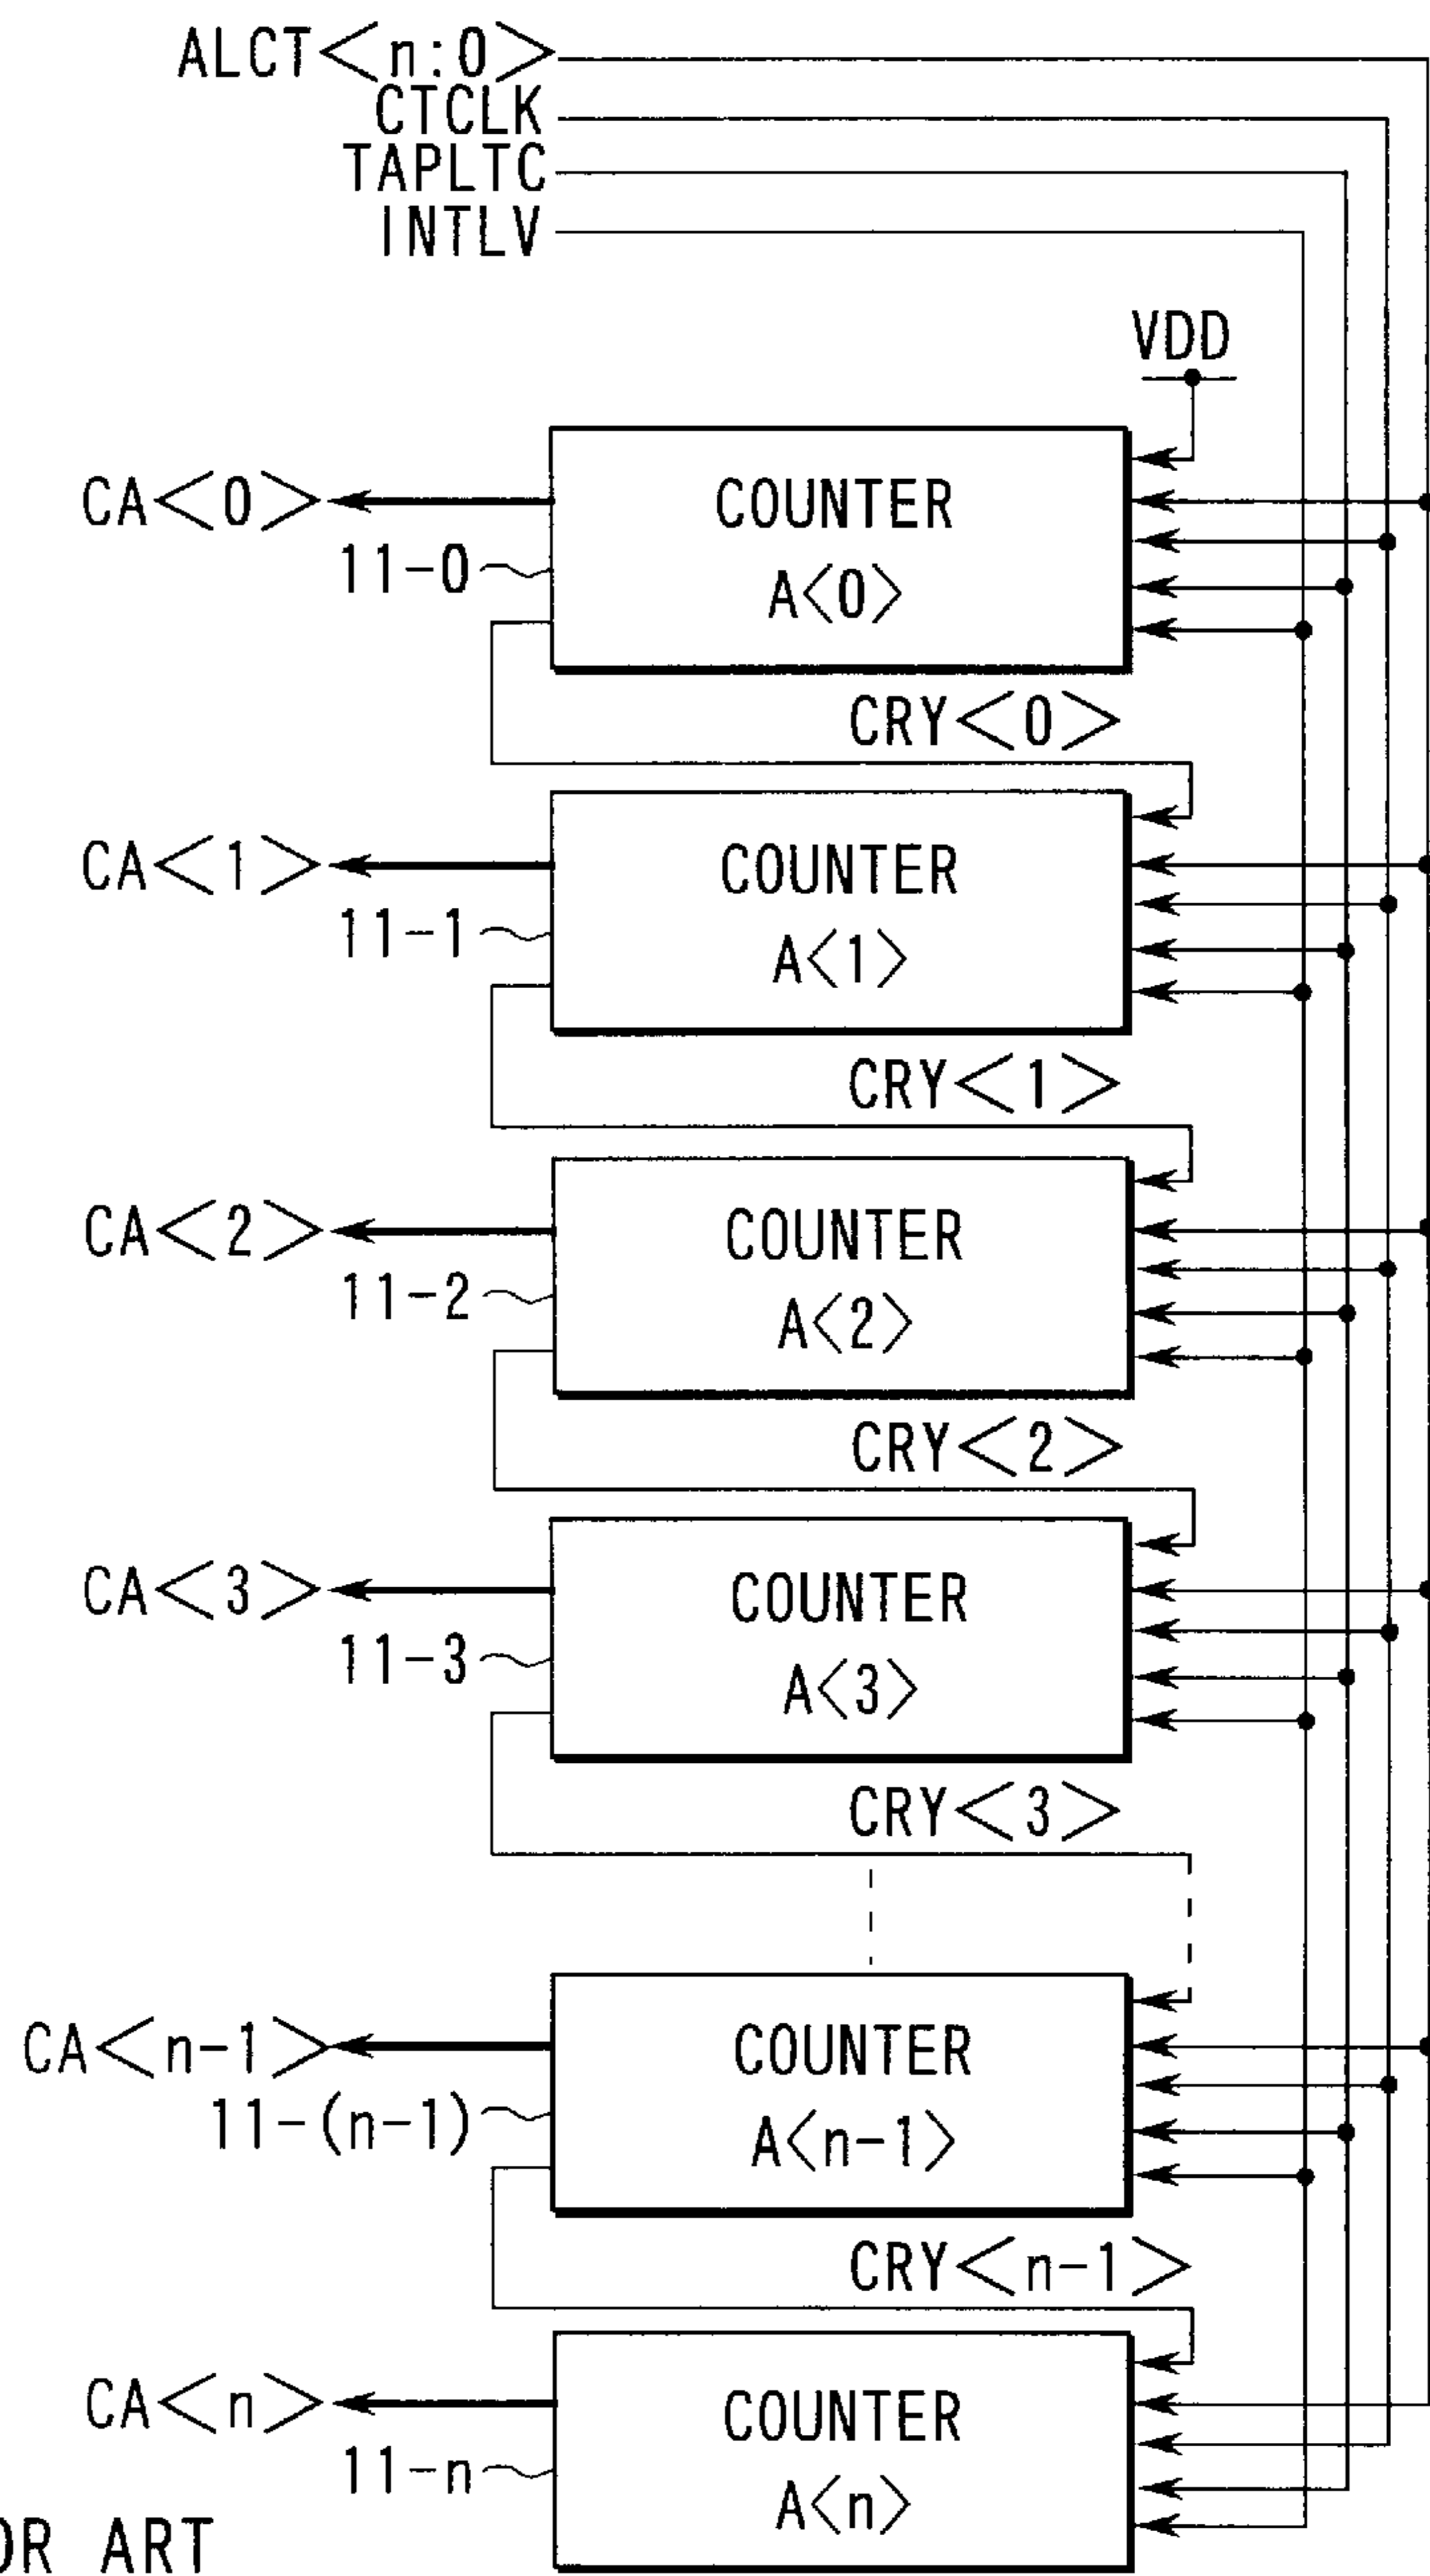 ALCT<n:0>
CTCLK
TAPLTC
INTLV
VDD
CA<0>
COUNTER
A<0>
11-0
CRY<0>
CA<1>
COUNTER
A<1>
11-1
CRY<1>
CA<2>
COUNTER
A<2>
11-2
CRY<2>
CA<3>
COUNTER
A<3>
11-3
CRY<3>
CA<n-1>
COUNTER
A<n-1>
11-(n-1)
CRY<n-1>
CA<n>
COUNTER
A<n>
11-n
ART